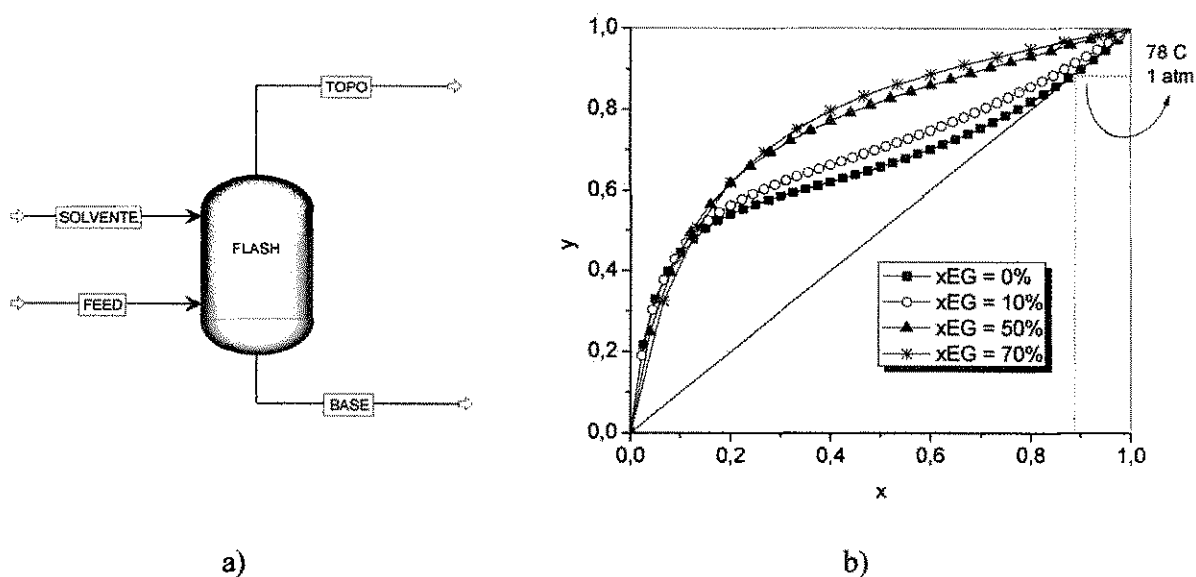 TOPO
SOLVENTE
FLASH
FEED
BASE
a)
1,0
0,8
0,6
0,4
0,2
0,0
y
0,0 0,2 0,4 0,6 0,8 1,0
x
78 C
1 atm
xEG = 0%
xEG = 10%
xEG = 50%
xEG = 70%
b)